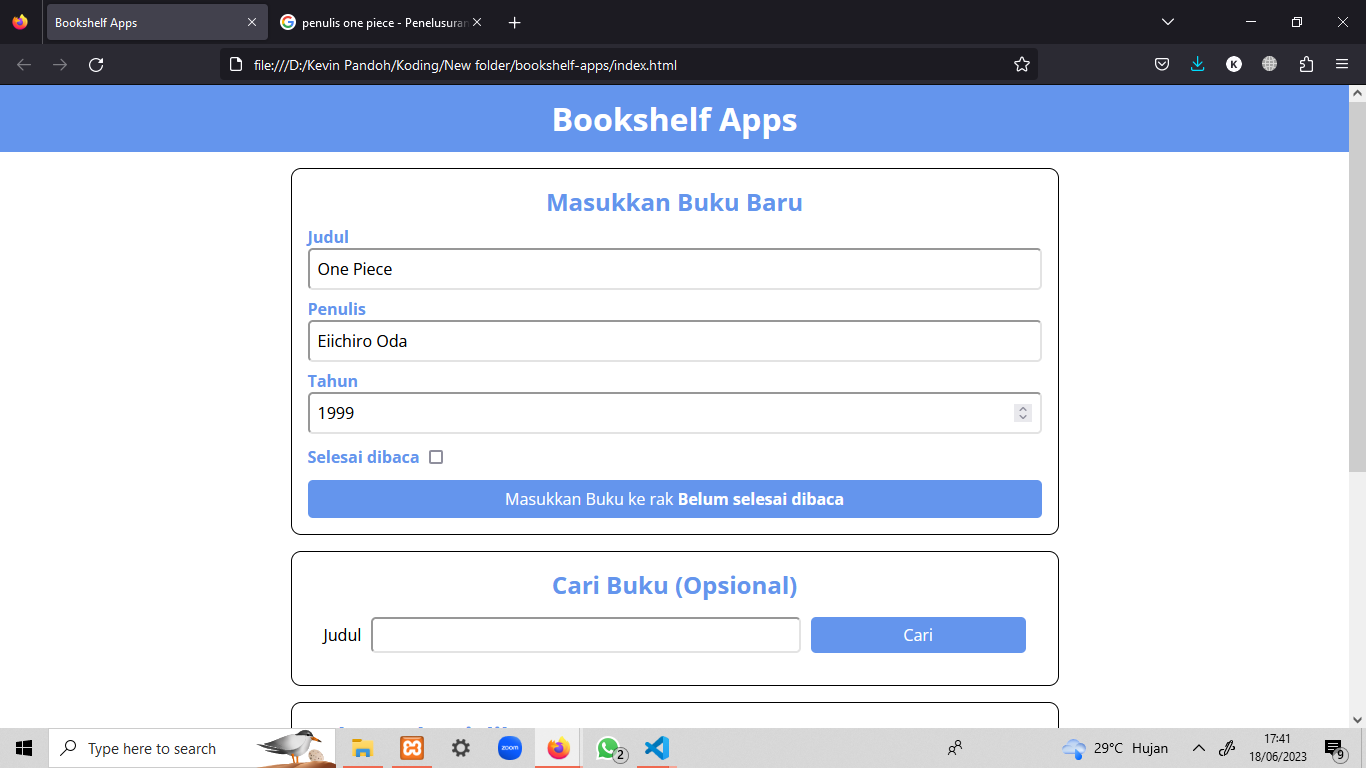 Bookshelf Apps
penulis one piece - Penelusuran
file:///D:/Kevin Pandoh/Koding/New folder/bookshelf-apps/index.html
K
Bookshelf Apps
Masukkan Buku Baru
Judul
One Piece
Penulis
Eiichiro Oda
Tahun
1999
Selesai dibaca
Masukkan Buku ke rak Belum selesai dibaca
Cari Buku (Opsional)
Judul
Cari
Type here to search
zoom
2
29°C Hujan
17:41
18/06/2023
9